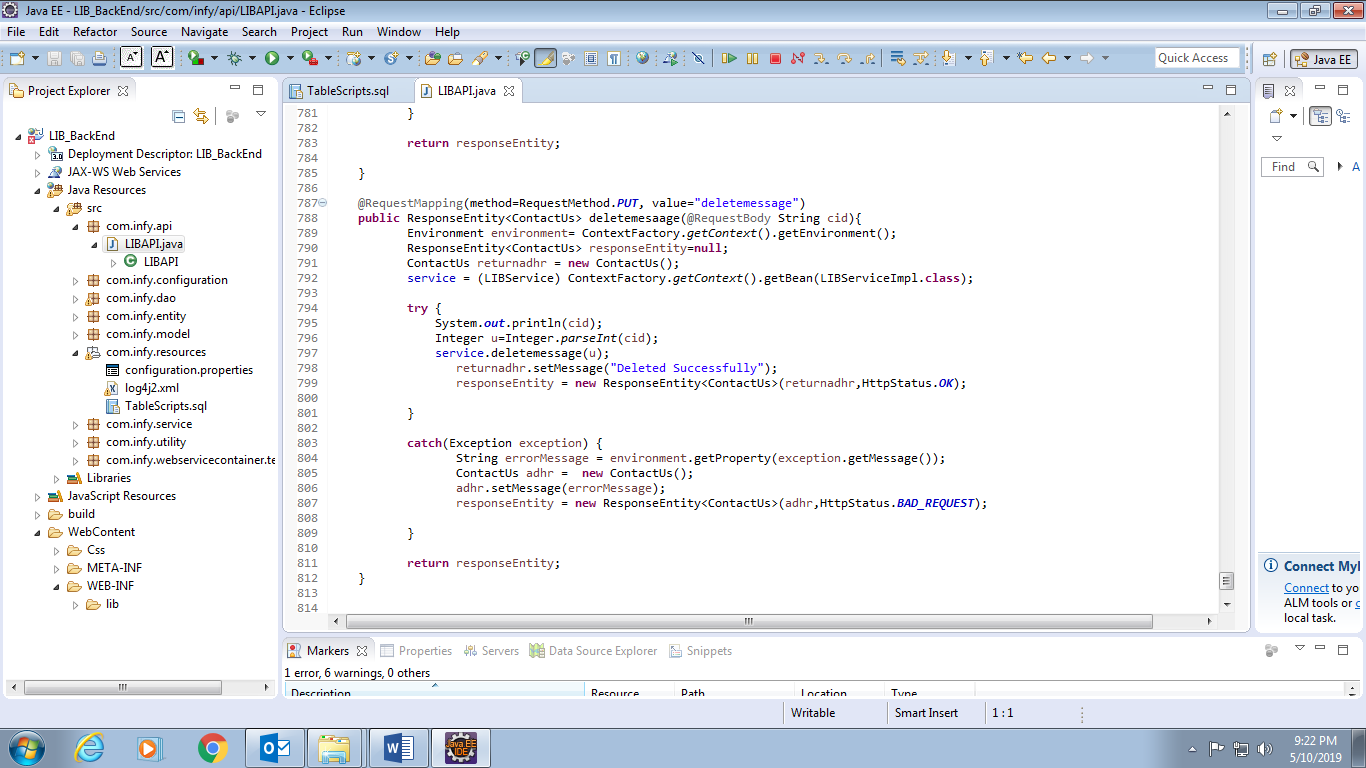 Java EE - LIB_BackEnd/src/com/infy/api/LIBAPI.java - Eclipse
File Edit Refactor Source Navigate Search Project Run Window Help
Quick Access
Java EE
Project Explorer
LIB_BackEnd
Deployment Descriptor: LIB_BackEnd
JAX-WS Web Services
Java Resources
src
com.infy.api
LIBAPI.java
LIBAPI
com.infy.configuration
com.infy.dao
com.infy.entity
com.infy.model
com.infy.resources
configuration.properties
log4j2.xml
TableScripts.sql
com.infy.service
com.infy.utility
com.infy.webservicecontainer.te
Libraries
JavaScript Resources
build
WebContent
Css
META-INF
WEB-INF
lib
TableScripts.sql LIBAPI.java
781 }
782
783 return responseEntity;
784
785 }
786
787 @RequestMapping(method=RequestMethod.PUT, value="deletemessage")
788 public ResponseEntity<ContactUs> deletemesaage(@RequestBody String cid){
789 Environment environment= ContextFactory.getContext().getEnvironment();
790 ResponseEntity<ContactUs> responseEntity=null;
791 ContactUs returnadhr = new ContactUs();
792 service = (LIBService) ContextFactory.getContext().getBean(LIBServiceImpl.class);
793
794 try {
795 System.out.println(cid);
796 Integer u=Integer.parseInt(cid);
797 service.deletemessage(u);
798 returnadhr.setMessage("Deleted Successfully");
799 responseEntity = new ResponseEntity<ContactUs>(returnadhr,HttpStatus.OK);
800
801 }
802
803 catch(Exception exception) {
804 String errorMessage = environment.getProperty(exception.getMessage());
805 ContactUs adhr =  new ContactUs();
806 adhr.setMessage(errorMessage);
807 responseEntity = new ResponseEntity<ContactUs>(adhr,HttpStatus.BAD_REQUEST);
808
809 }
810
811 return responseEntity;
812 }
813
814
Find A
Connect Myl
Connect to yo
ALM tools or c
local task.
Markers Properties Servers Data Source Explorer Snippets
1 error, 6 warnings, 0 others
Description Resource Path Location Type
Writable Smart Insert 1 : 1
Java EE
IDE
9:22 PM
5/10/2019